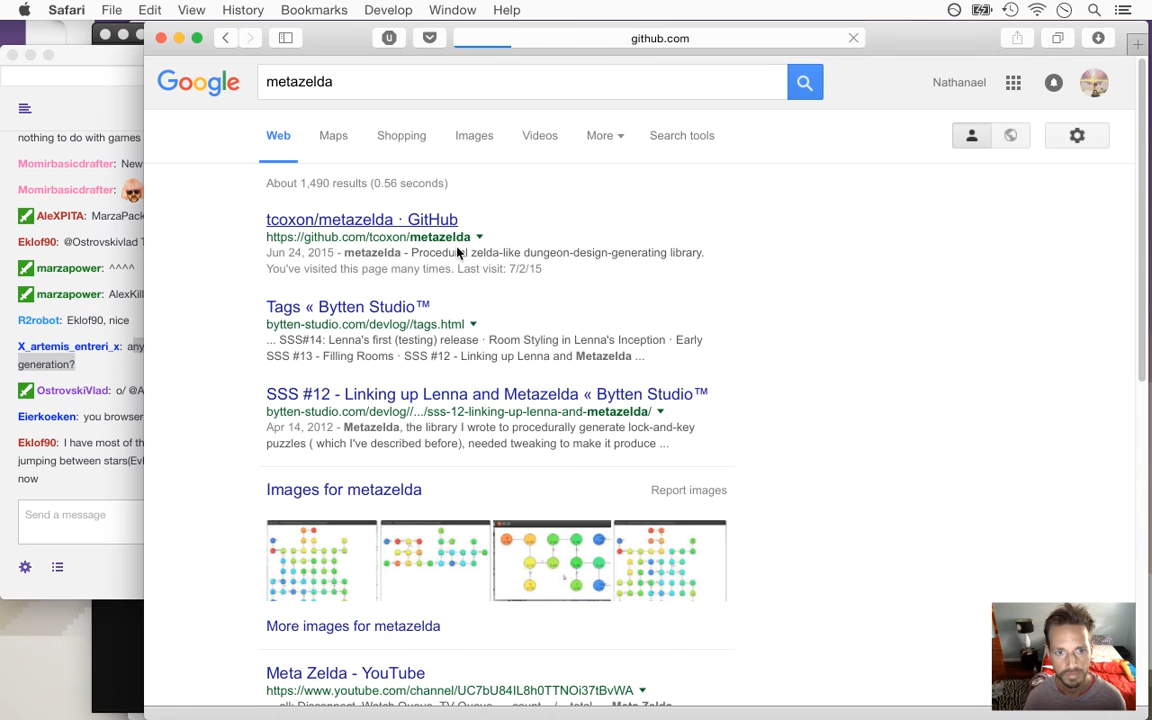 Safari File Edit View History Bookmarks Develop Window Help
github.com
Google
metazelda
Nathanael
Web Maps Shopping Images Videos More Search tools
About 1,490 results (0.56 seconds)
tcoxon/metazelda · GitHub
https://github.com/tcoxon/metazelda
Jun 24, 2015 - metazelda - Procedural zelda-like dungeon-design-generating library.
You've visited this page many times. Last visit: 7/2/15
Tags « Bytten Studio™
bytten-studio.com/devlog//tags.html
... SSS#14: Lenna's first (testing) release · Room Styling in Lenna's Inception · Early
SSS #13 - Filling Rooms · SSS #12 - Linking up Lenna and Metazelda ...
SSS #12 - Linking up Lenna and Metazelda « Bytten Studio™
bytten-studio.com/devlog//.../sss-12-linking-up-lenna-and-metazelda/
Apr 14, 2012 - Metazelda, the library I wrote to procedurally generate lock-and-key
puzzles ( which I've described before), needed tweaking to make it produce ...
Images for metazelda
Report images
More images for metazelda
Meta Zelda - YouTube
https://www.youtube.com/channel/UC7bU84IL8h0TTNOi37tBvWA
nothing to do with games
Momirbasicdrafter: New
Momirbasicdrafter:
AleXPITA: MarzaPack
Eklof90: @Ostrovskivlad T
marzapower: ^^^^
marzapower: AlexKill
R2robot: Eklof90, nice
X_artemis_entreri_x: any
generation?
OstrovskiVlad: o/ @A
Eierkoeken: you browser
Eklof90: I have most of th
jumping between stars(Evl
now
Send a message